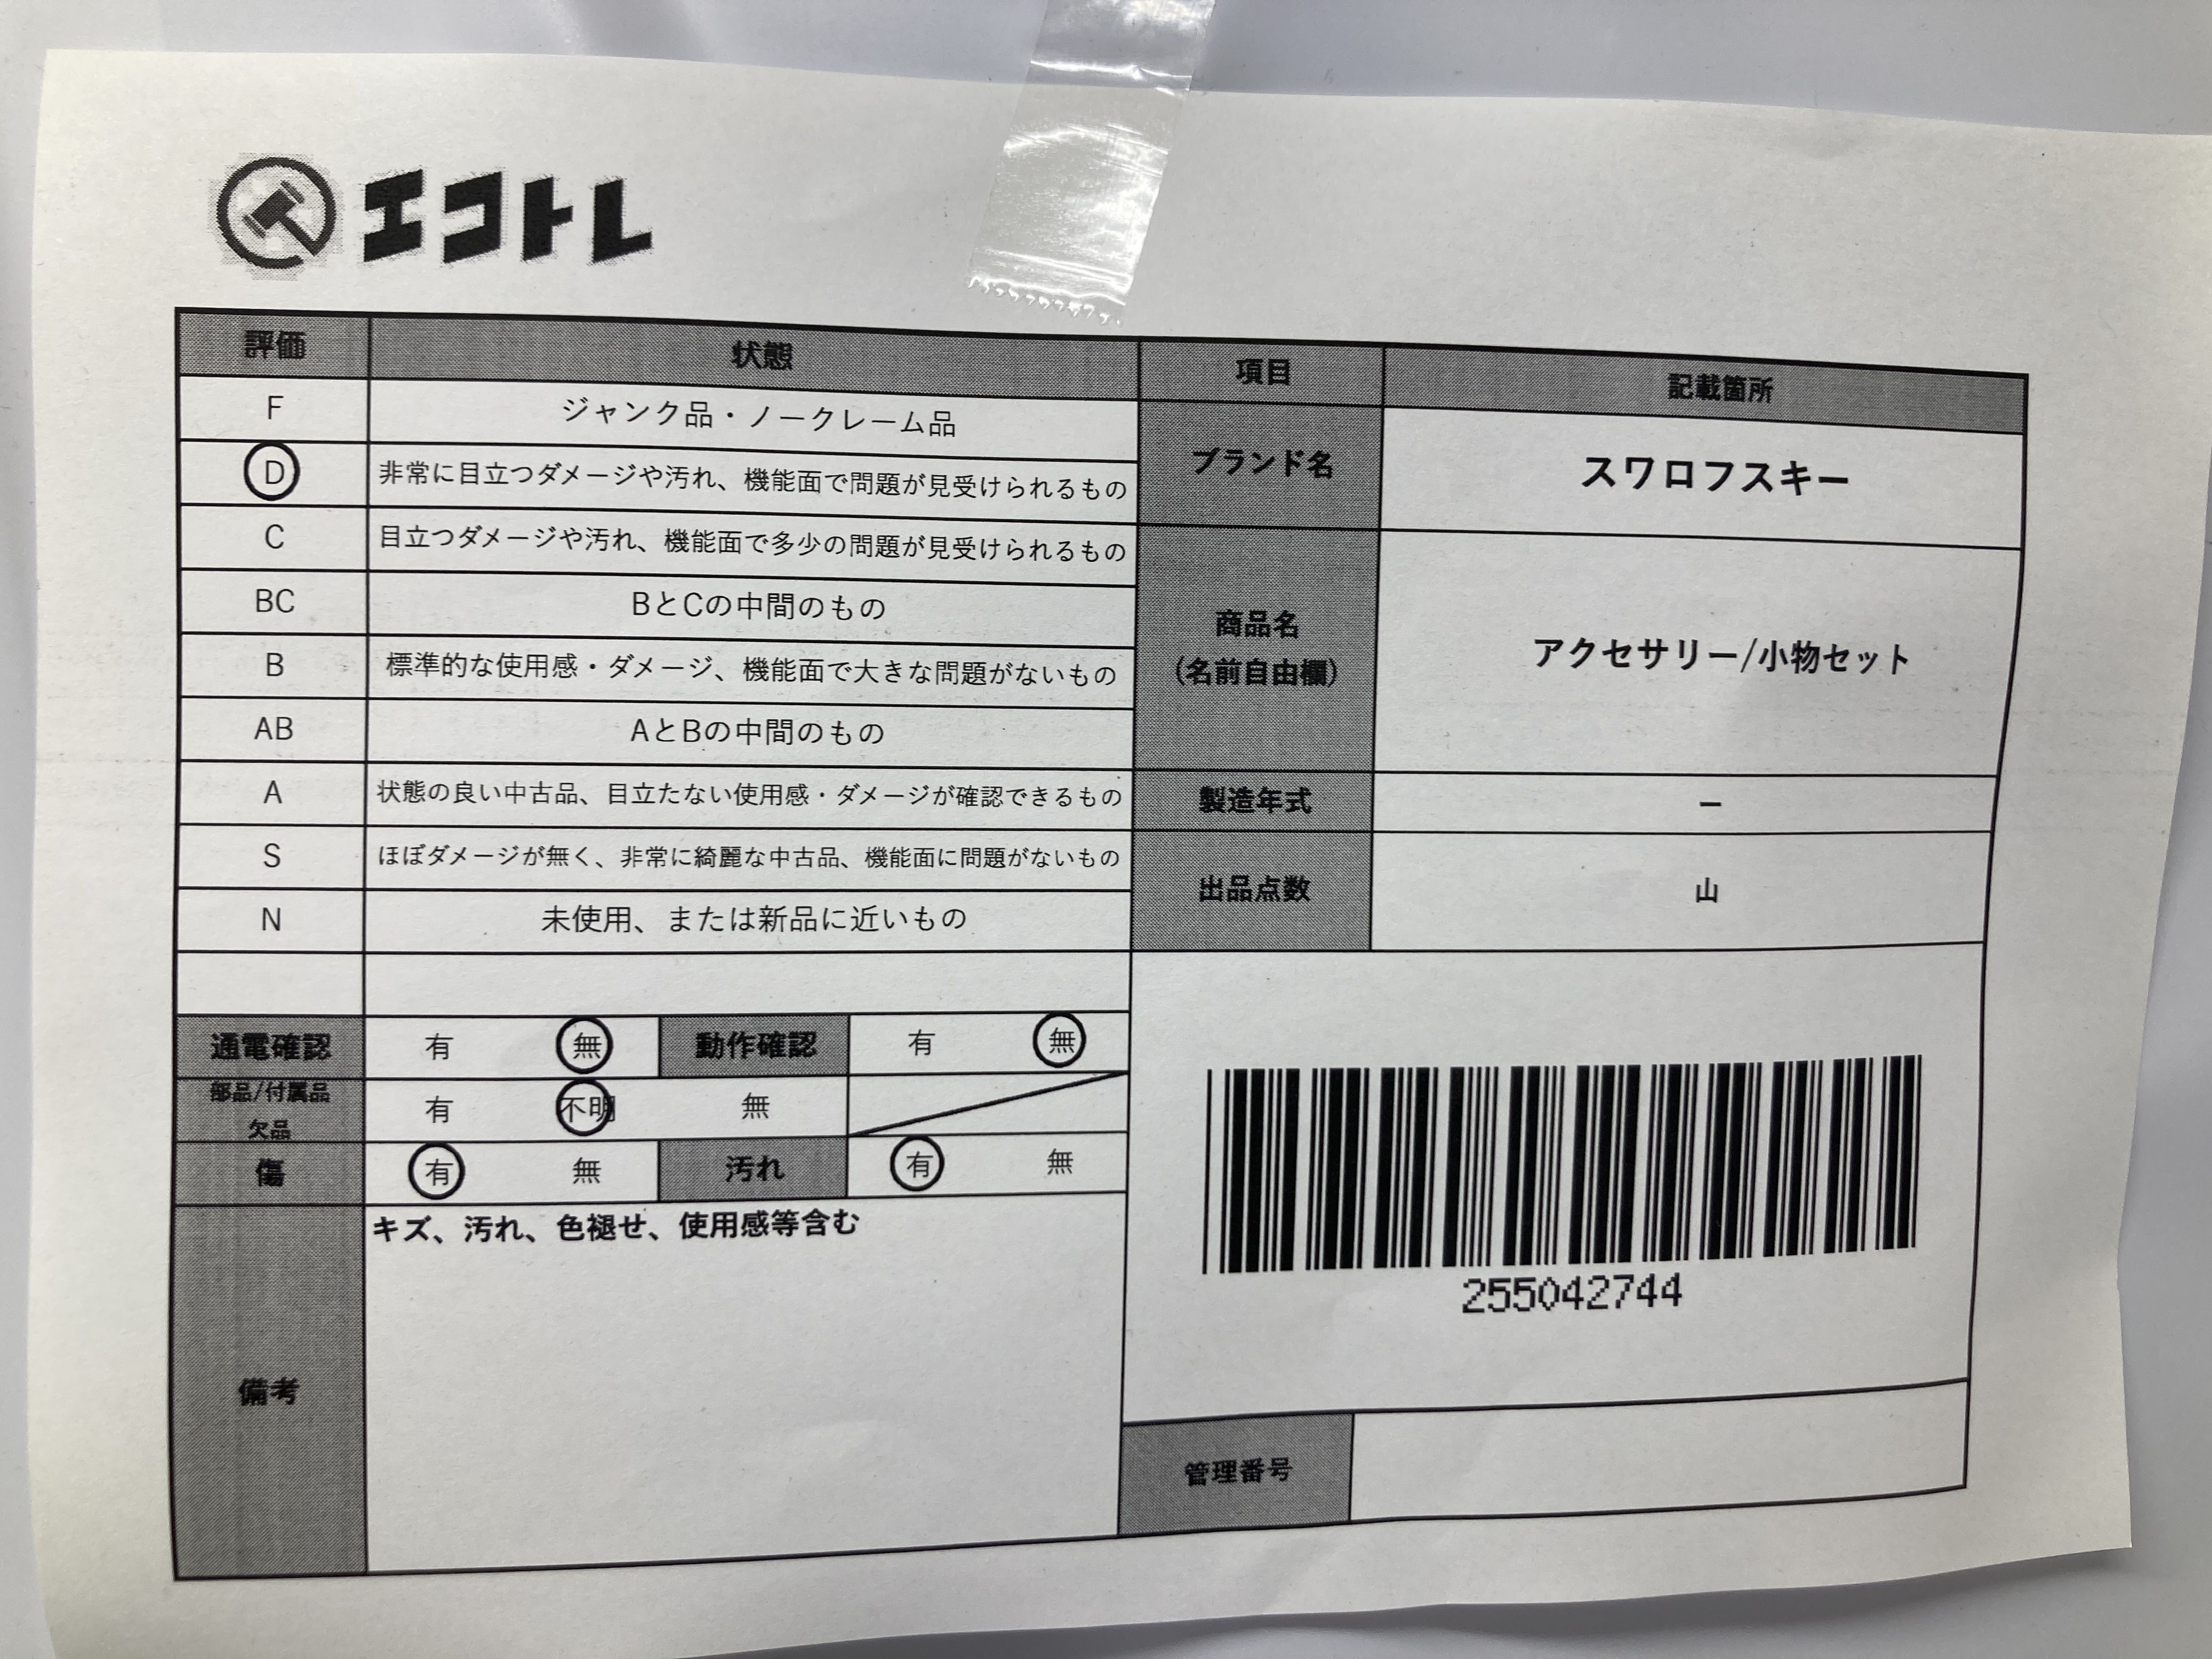 エコトレ
評価 状態 項目 記載箇所
F ジャンク品・ノークレーム品
D 非常に目立つダメージや汚れ、機能面で問題が見受けられるもの
ブランド名 スワロフスキー
C 目立つダメージや汚れ、機能面で多少の問題が見受けられるもの
BC BとCの中間のもの
商品名
(名前自由欄)
アクセサリー/小物セット
B 標準的な使用感・ダメージ、機能面で大きな問題がないもの
AB AとBの中間のもの
A 状態の良い中古品、目立たない使用感・ダメージが確認できるもの
製造年式 ー
S ほぼダメージが無く、非常に綺麗な中古品、機能面に問題がないもの
出品点数 山
N 未使用、または新品に近いもの
通電確認 有 無 動作確認 有 無
部品/付属品
欠品
有 不明 無
傷 有 無 汚れ 有 無
備考
キズ、汚れ、色褪せ、使用感等含む
255042744
管理番号